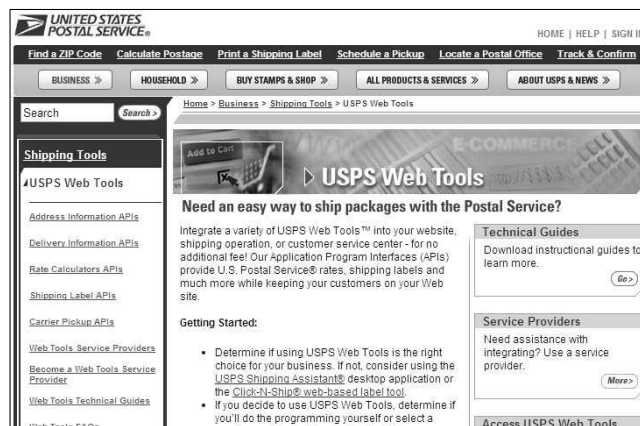 UNITED STATES
POSTAL SERVICE®
HOME | HELP | SIGN IN
Find a ZIP Code Calculate Postage Print a Shipping Label Schedule a Pickup Locate a Postal Office Track & Confirm
BUSINESS » HOUSEHOLD » BUY STAMPS & SHOP » ALL PRODUCTS & SERVICES » ABOUT USPS & NEWS »
Search Search >
Home > Business > Shipping Tools > USPS Web Tools
Shipping Tools
USPS Web Tools
Address Information APIs
Delivery Information APIs
Rate Calculators APIs
Shipping Label APIs
Carrier Pickup APIs
Web Tools Service Providers
Become a Web Tools Service
Provider
Web Tools Technical Guides
Web Tools FAQs
Add to Cart
E-COMMERCE
USPS Web Tools
Need an easy way to ship packages with the Postal Service?
Integrate a variety of USPS Web Tools™ into your website,
shipping operation, or customer service center - for no
additional fee! Our Application Program Interfaces (APIs)
provide U.S. Postal Service® rates, shipping labels and
much more while keeping your customers on your Web
site.
Getting Started:
• Determine if using USPS Web Tools is the right
choice for your business. If not, consider using the
USPS Shipping Assistant® desktop application or
the Click-N-Ship® web-based label tool.
• If you decide to use USPS Web Tools, determine if
you'll do the programming yourself or select a
Technical Guides
Download instructional guides to
learn more.
Go >
Service Providers
Need assistance with
integrating? Use a service
provider.
More >
Access USPS Web Tools